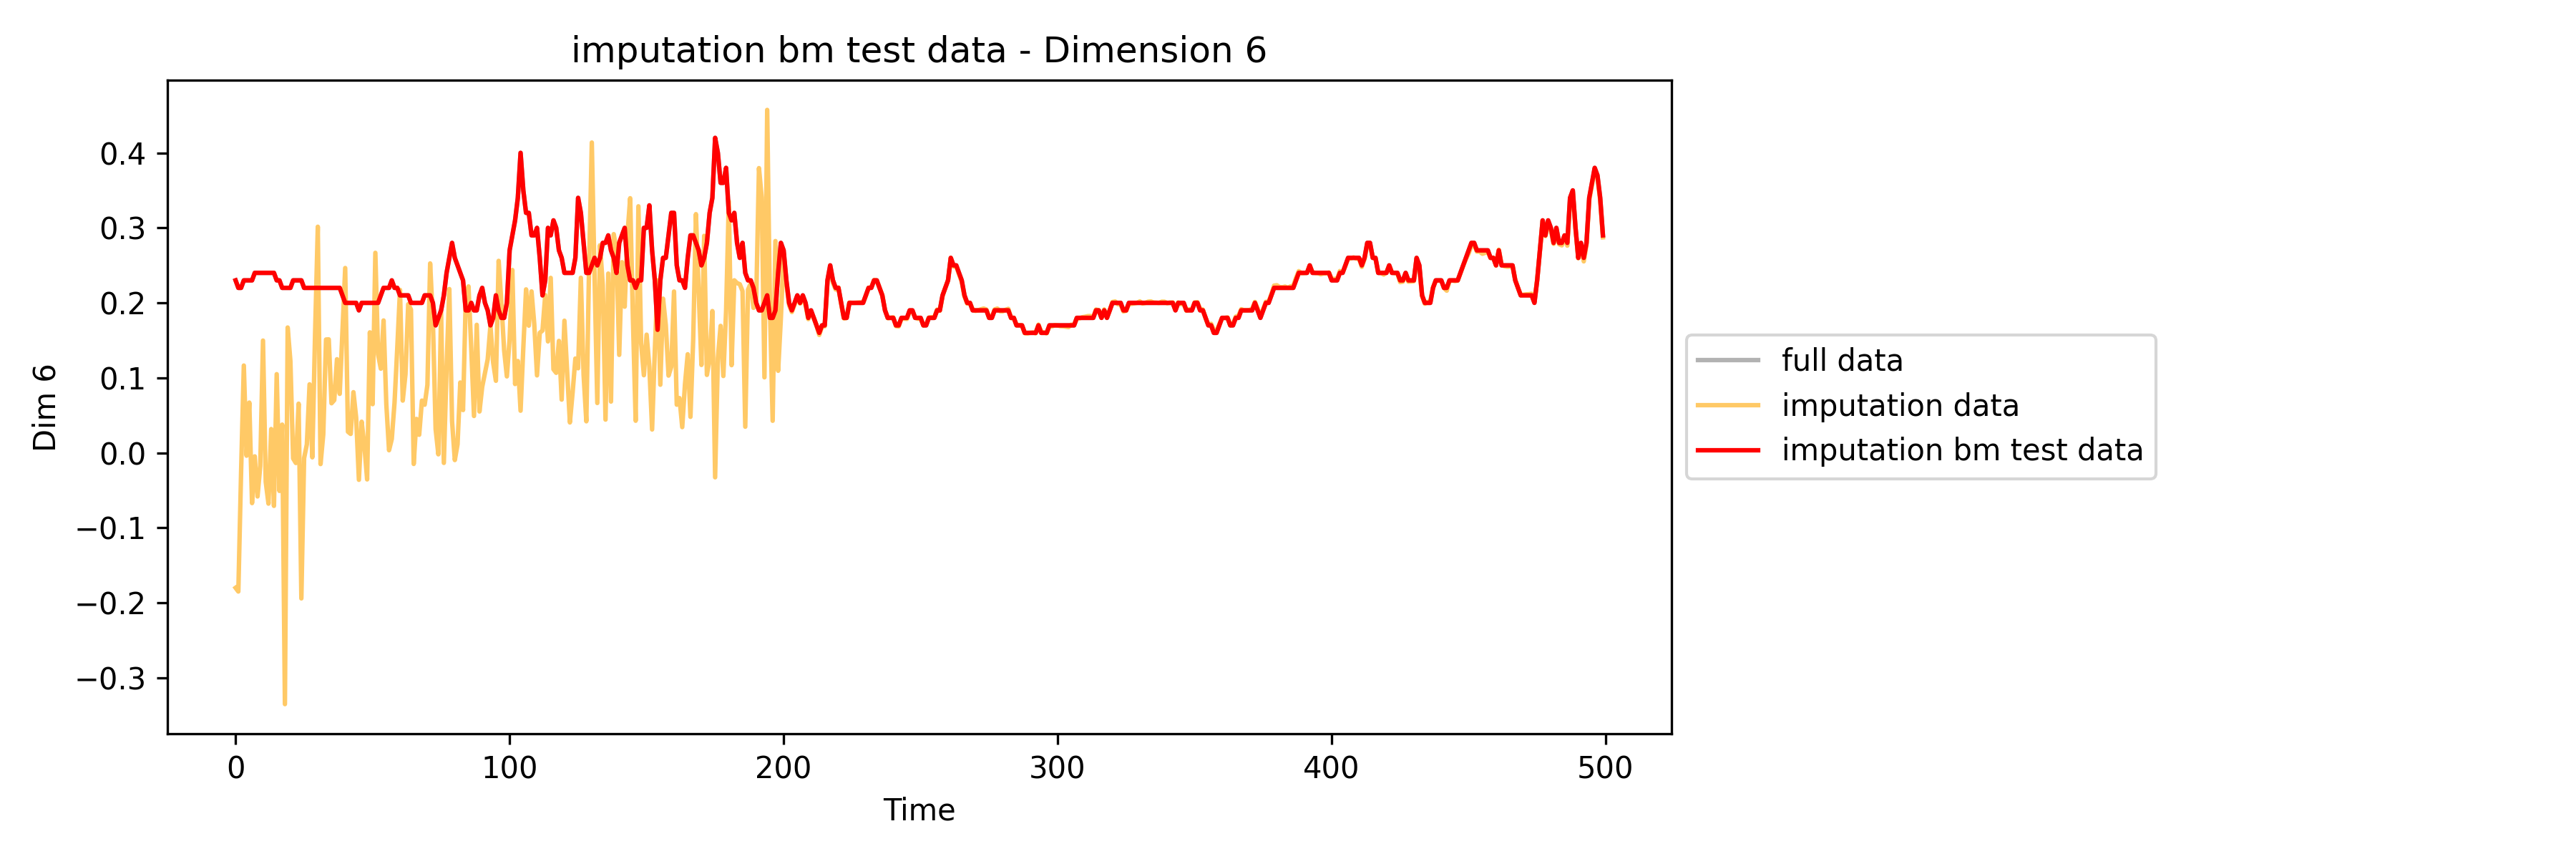 imputation bm test data - Dimension 6
0.4
0.3
0.2
0.1
0.0
−0.1
−0.2
−0.3
Dim 6
0 100 200 300 400 500
Time
full data
imputation data
imputation bm test data